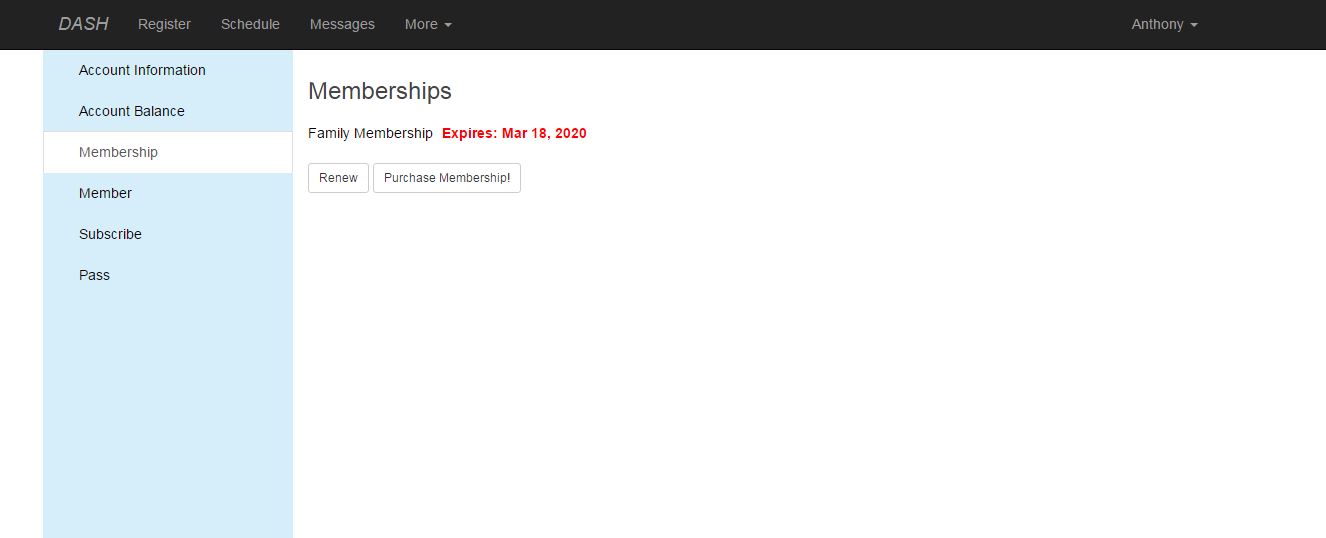 DASH Register Schedule Messages More Anthony
Account Information
Account Balance
Membership
Member
Subscribe
Pass
Memberships
Family Membership Expires: Mar 18, 2020
Renew Purchase Membership!